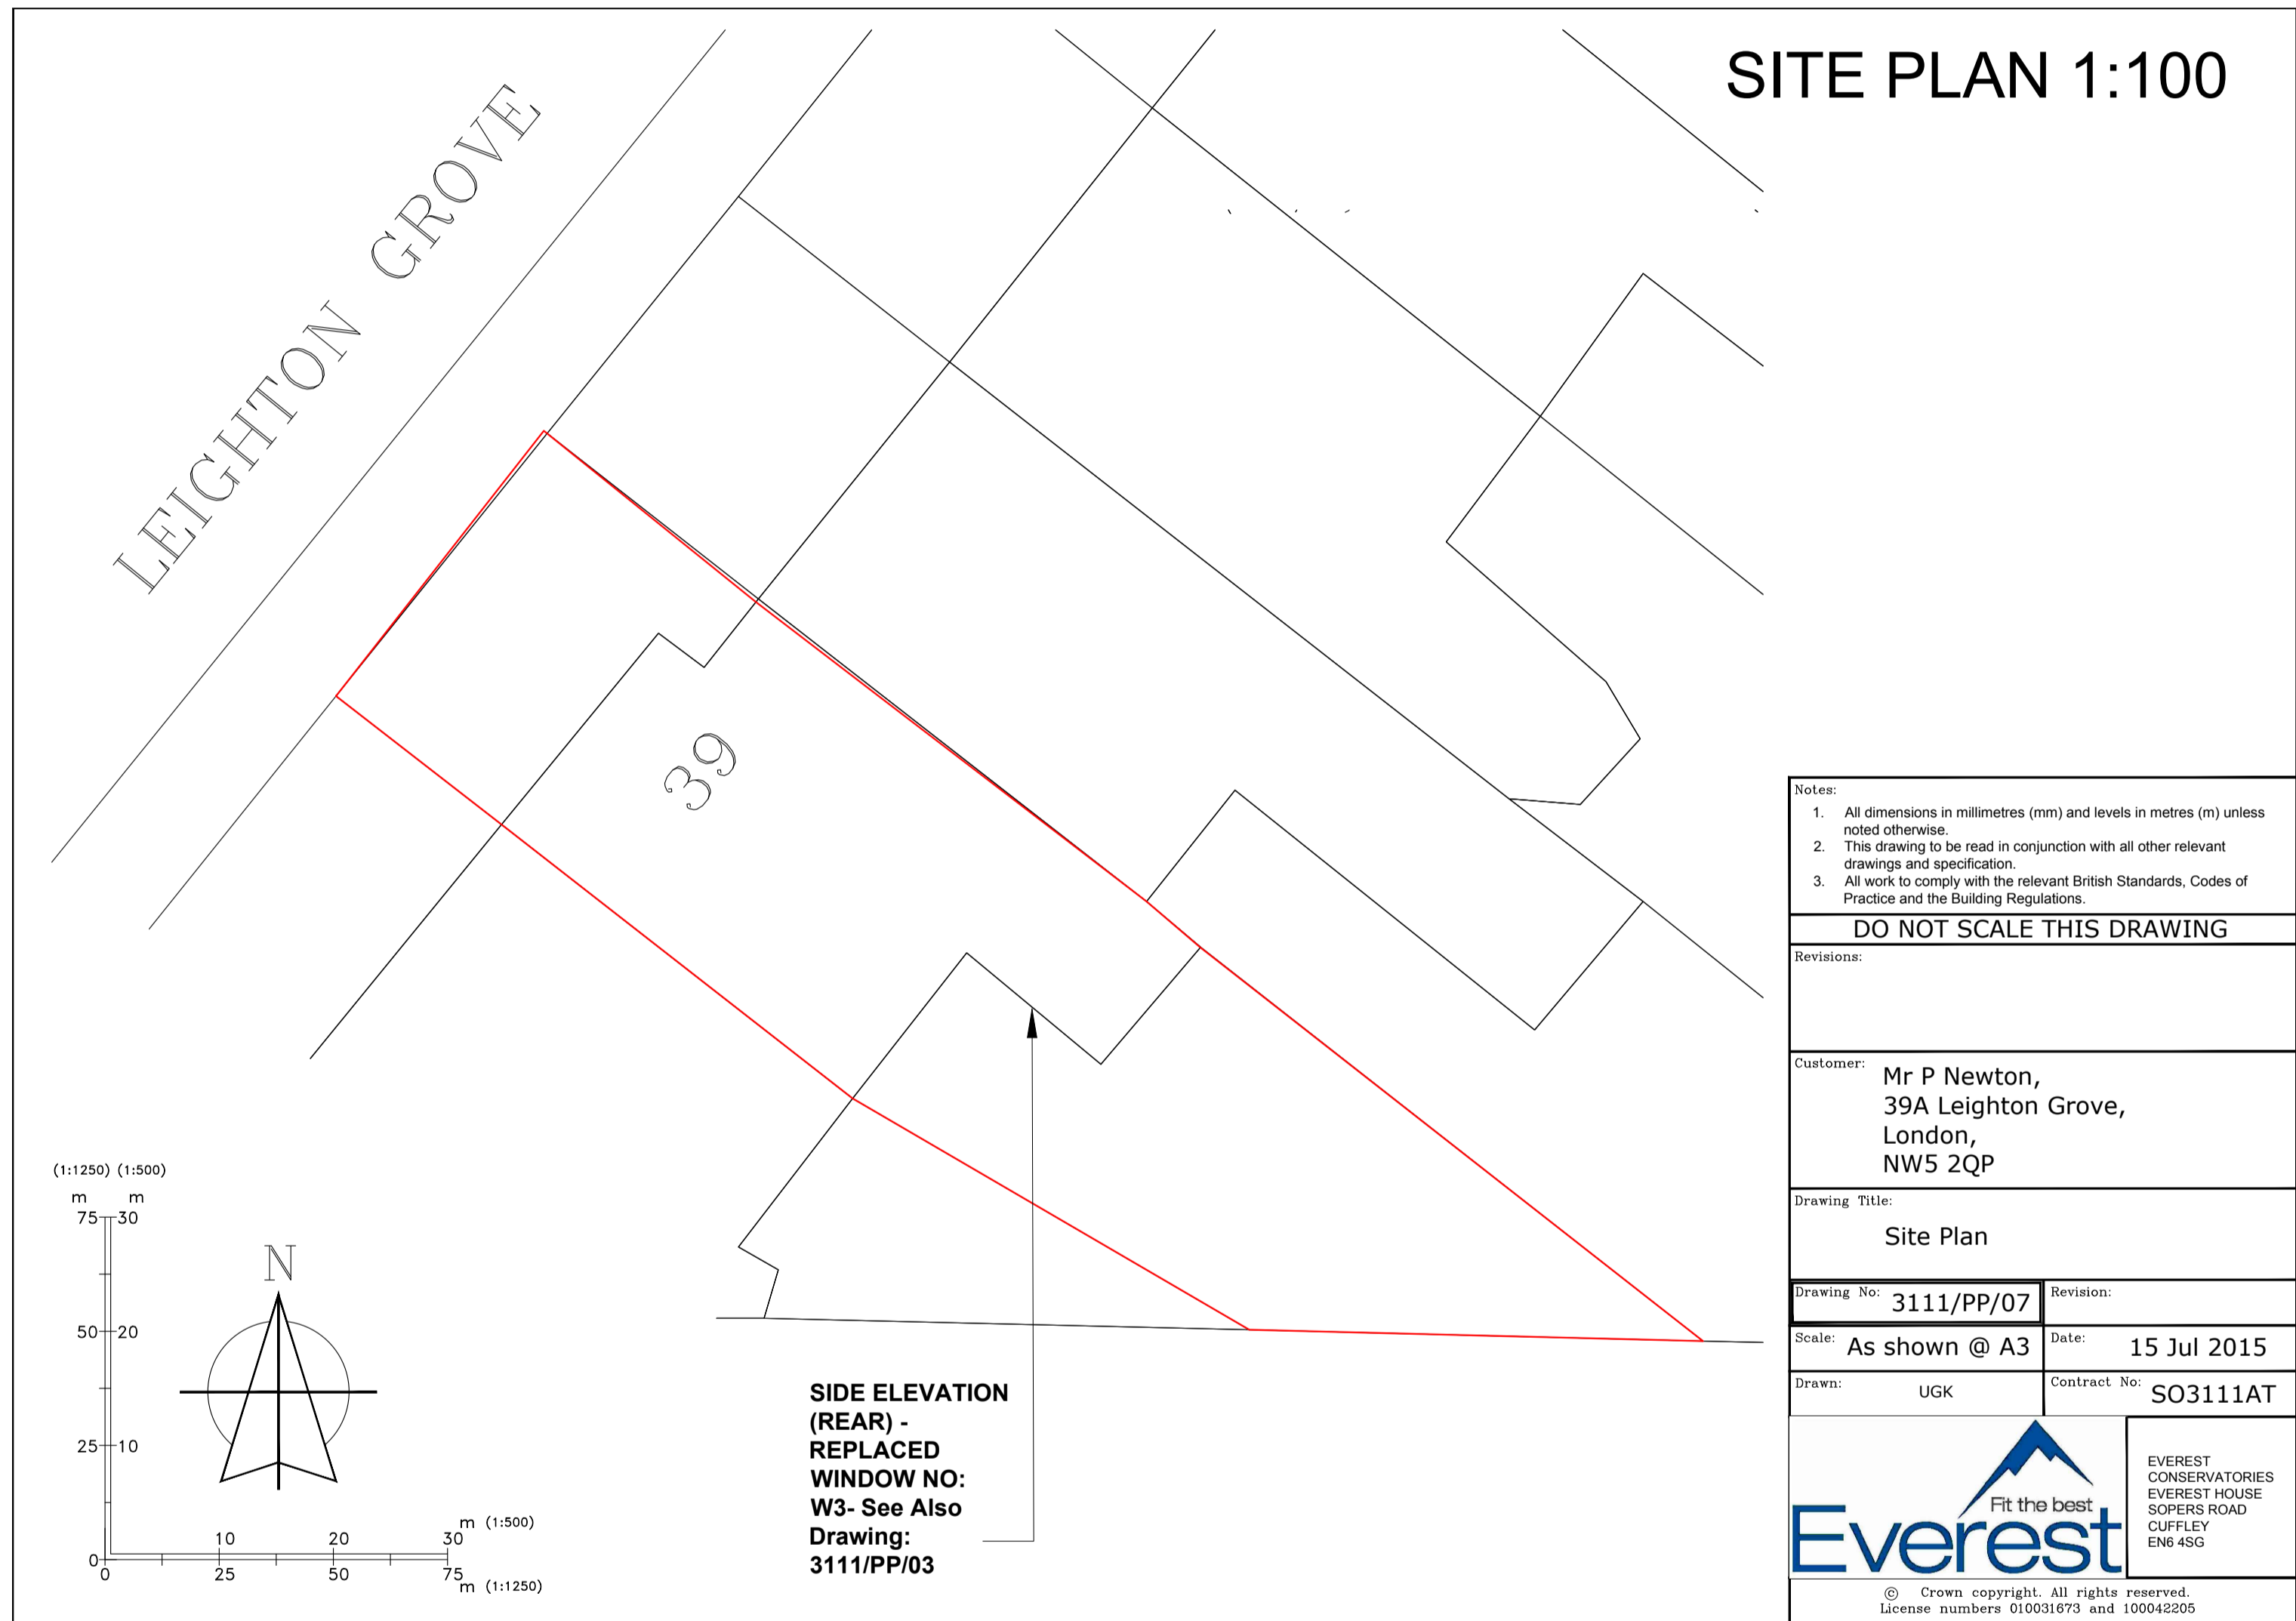 SITE PLAN 1:100
LEIGHTON GROVE
39
Notes:
1. All dimensions in millimetres (mm) and levels in metres (m) unless
noted otherwise.
2. This drawing to be read in conjunction with all other relevant
drawings and specification.
3. All work to comply with the relevant British Standards, Codes of
Practice and the Building Regulations.
DO NOT SCALE THIS DRAWING
Revisions:
Customer:
Mr P Newton,
39A Leighton Grove,
London,
NW5 2QP
Drawing Title:
Site Plan
Drawing No: 3111/PP/07
Revision:
Scale: As shown @ A3
Date: 15 Jul 2015
Drawn: UGK
Contract No: SO3111AT
Fit the best
Everest
EVEREST
CONSERVATORIES
EVEREST HOUSE
SOPERS ROAD
CUFFLEY
EN6 4SG
© Crown copyright. All rights reserved.
License numbers 010031673 and 100042205
SIDE ELEVATION
(REAR) -
REPLACED
WINDOW NO:
W3- See Also
Drawing:
3111/PP/03
(1:1250) (1:500)
m m
75 30
50 20
25 10
0
N
10 20 30 m (1:500)
0 25 50 75 m (1:1250)